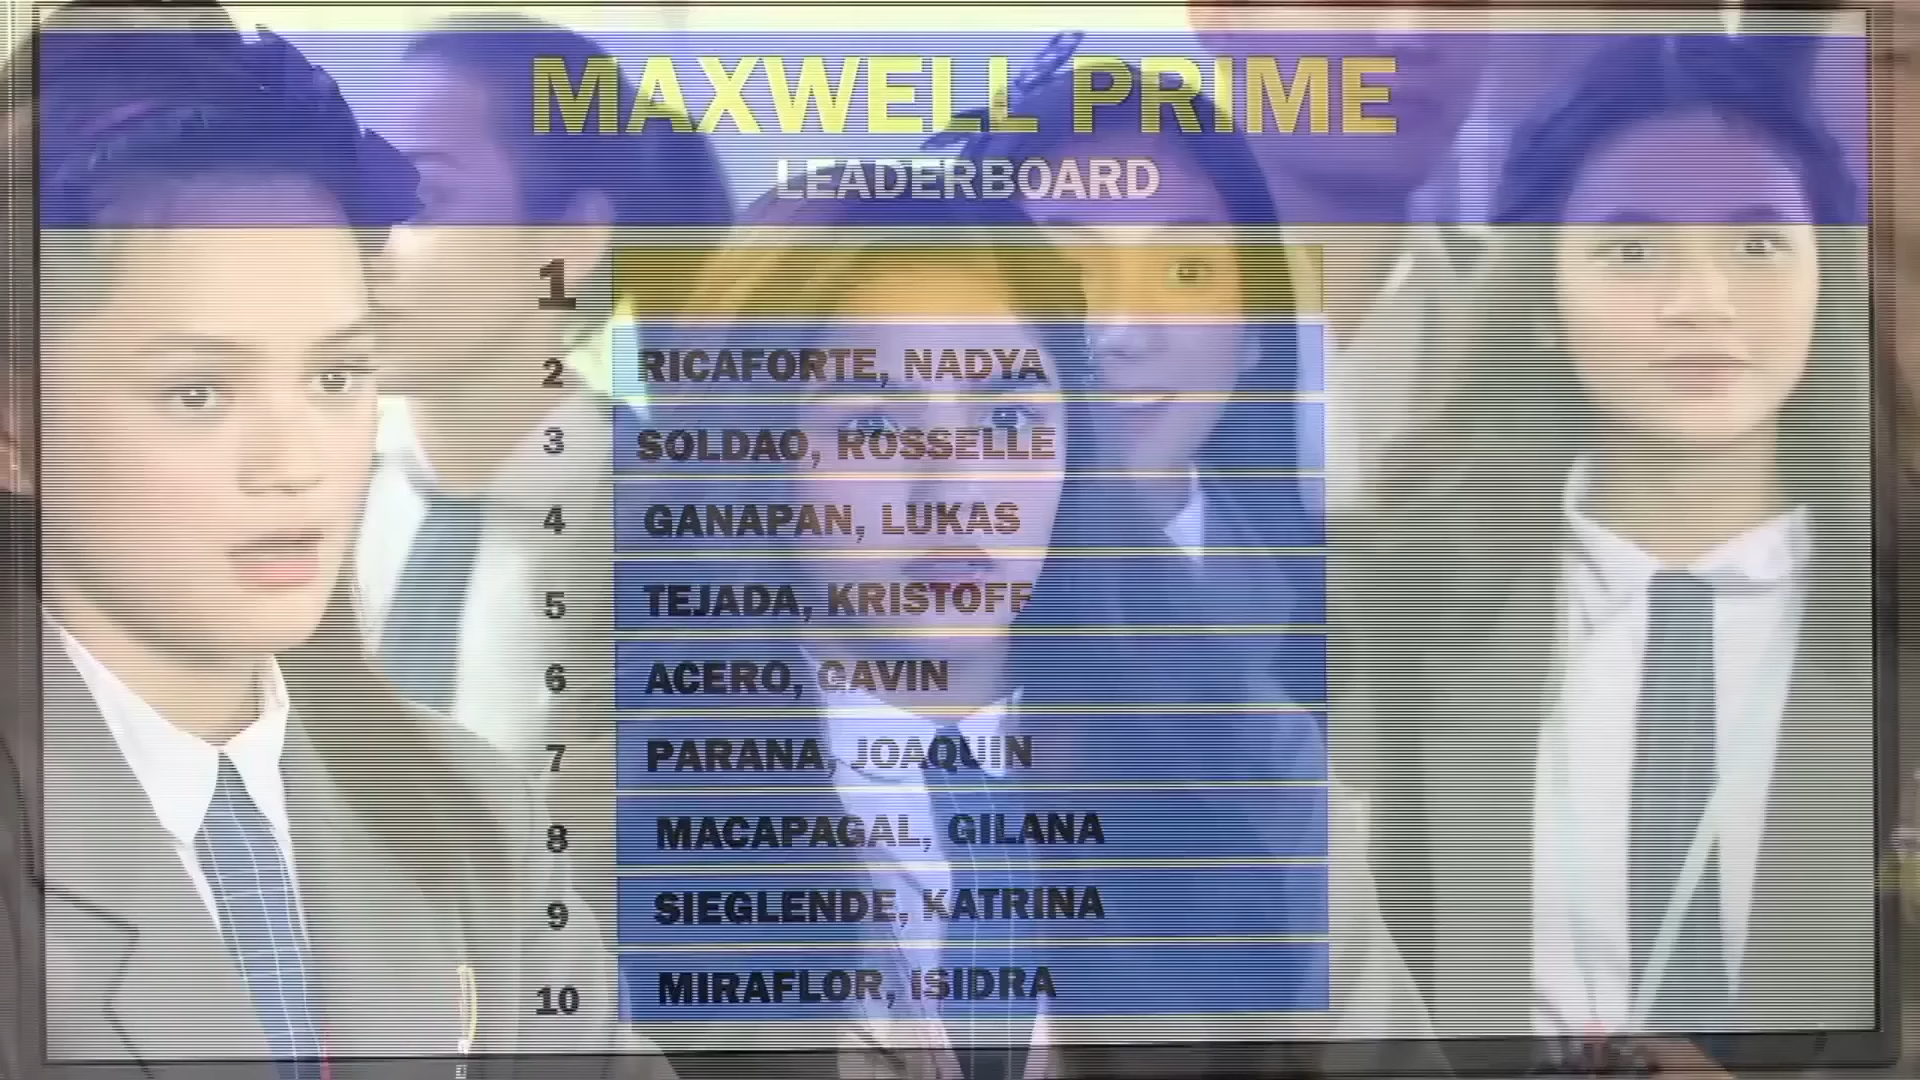 MAXWELL PRIME
LEADERBOARD
1
2 RICAFORTE, NADYA
3 SOLDAO, ROSSELLE
4 GANAPAN, LUKAS
5 TEJADA, KRISTOFF
6 ACERO, GAVIN
7 PARANA, JOAQUIN
8 MACAPAGAL, GILANA
9 SIEGLENDE, KATRINA
10 MIRAFLOR, ISIDRA